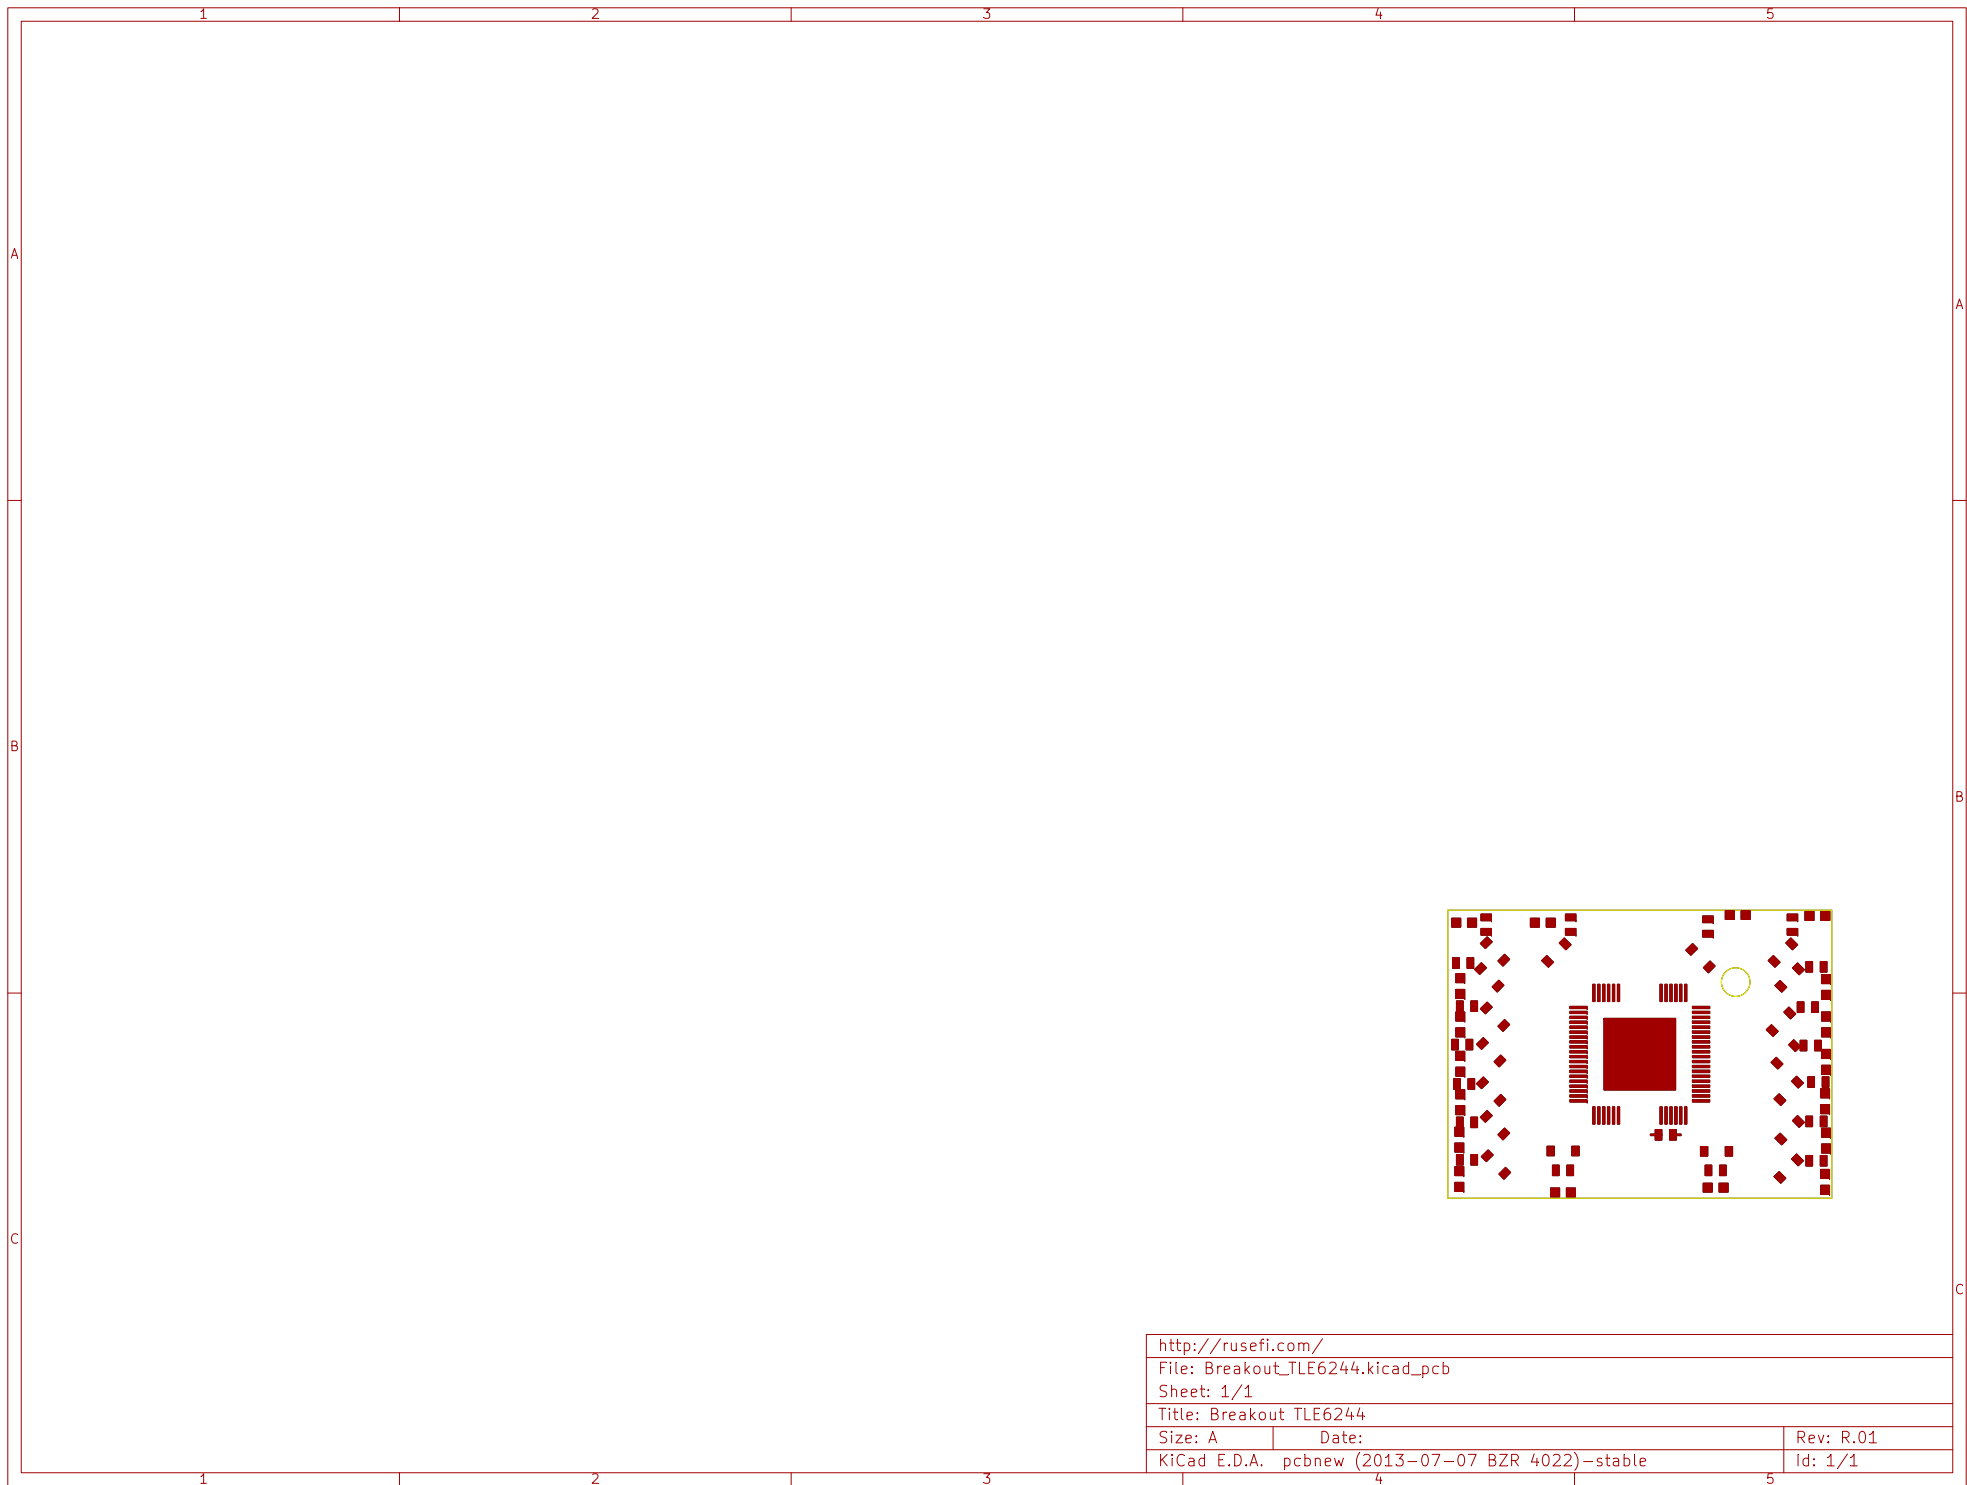 1 2 3 4 5
A
A
B
B
C
C
http://rusefi.com/
File: Breakout_TLE6244.kicad_pcb
Sheet: 1/1
Title: Breakout TLE6244
Size: A Date: Rev: R.01
KiCad E.D.A. pcbnew (2013-07-07 BZR 4022)-stable Id: 1/1
1 2 3 4 5